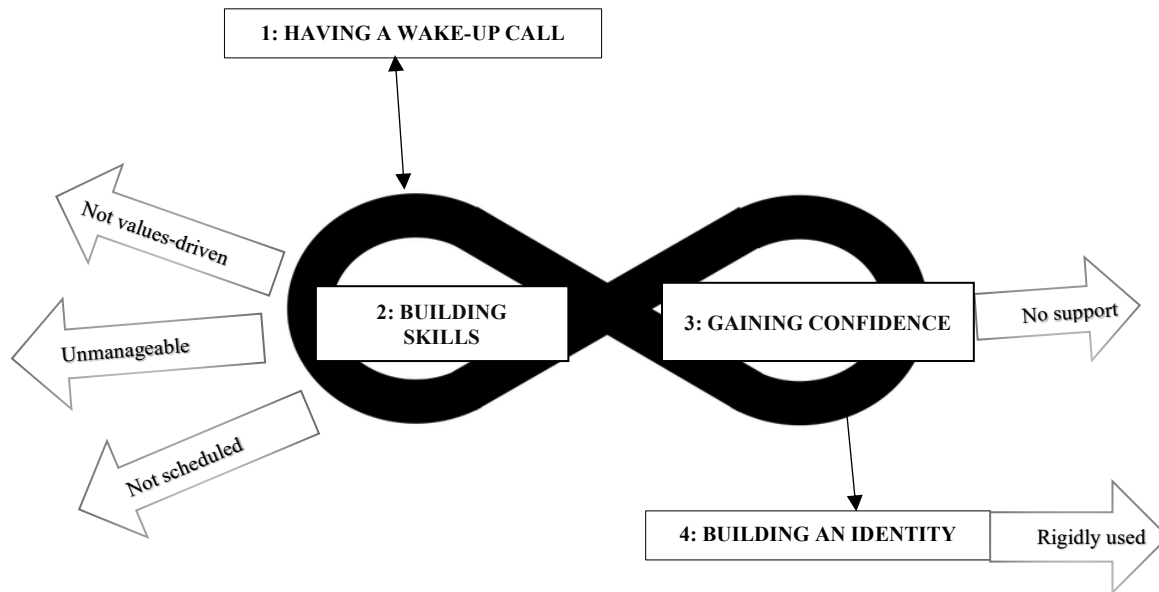 1: HAVING A WAKE-UP CALL
Not values-driven
Unmanageable
Not scheduled
2: BUILDING
SKILLS
3: GAINING CONFIDENCE
No support
4: BUILDING AN IDENTITY
Rigidly used